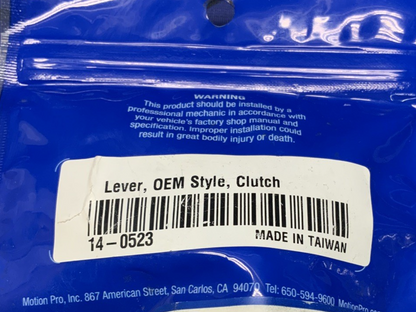 WARNING
This product should be installed by a
professsional mechanic in accordance with
your vehicle's factory shop manual and
specification. Improper installation could
result in great bodily injury or death.
Lever, OEM Style, Clutch
14-0523 MADE IN TAIWAN
Motion Pro, Inc. 867 American Street, San Carlos, CA 94070 Tel: 650-594-9600